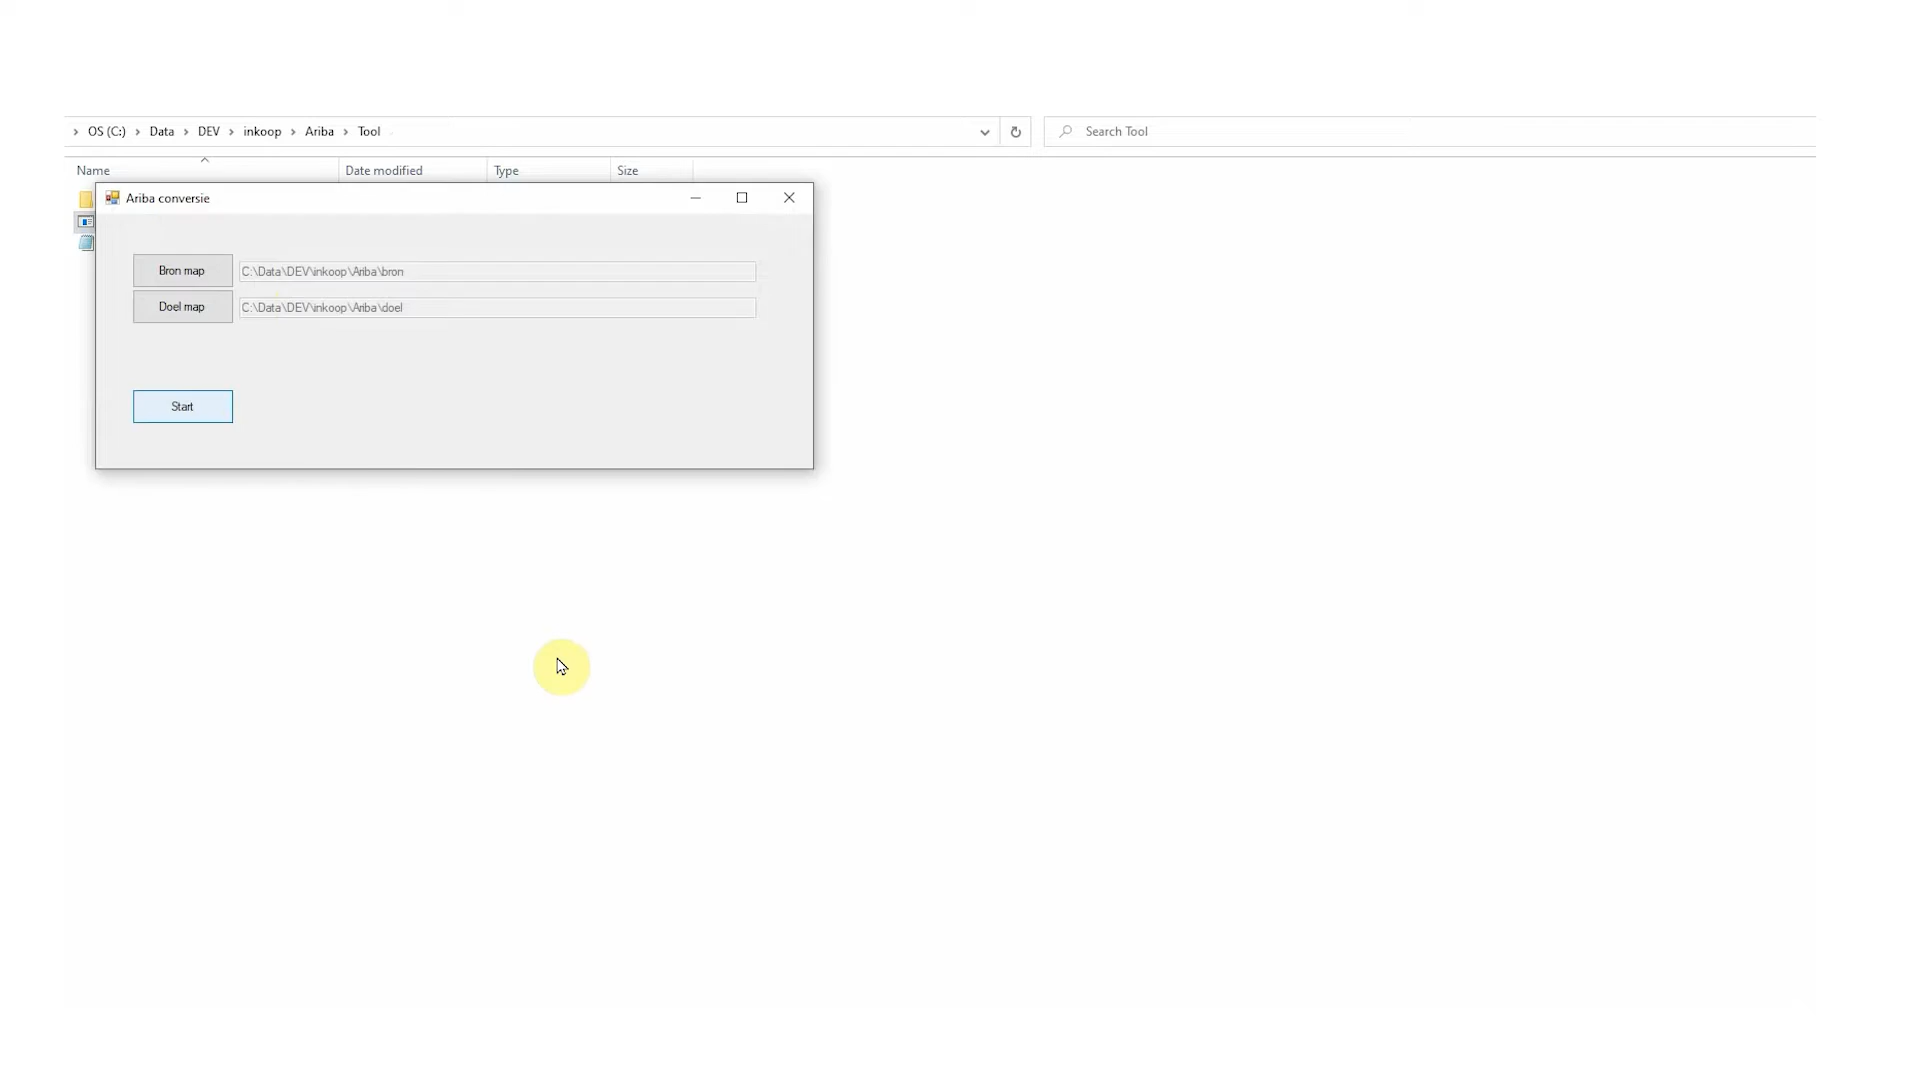 OS (C:) Data DEV inkoop Ariba Tool
Search Tool
Name Date modified Type Size
Ariba conversie
Bron map C:\Data\DEV\inkoop\Ariba\bron
Doel map C:\Data\DEV\inkoop\Ariba\doel
Start